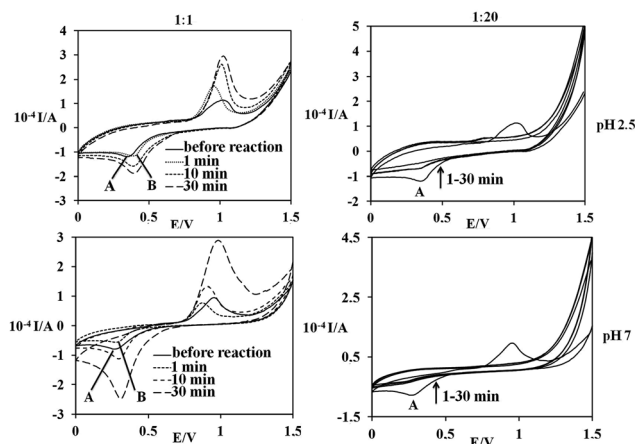 1:1
1:20
4
3
2
1
0
-1
-2
10⁻⁴ I/A
before reaction
1 min
10 min
30 min
A
B
0
0.5
1
1.5
E/V
5
4
3
2
1
0
-1
-2
10⁻⁴ I/A
A
1-30 min
0
0.5
1
1.5
E/V
pH 2.5
3
2
1
0
-1
-2
-3
10⁻⁴ I/A
before reaction
1 min
10 min
30 min
A
B
0
0.5
1
1.5
E/V
4.5
2.5
0.5
-1.5
10⁻⁴ I/A
A
1-30 min
0
0.5
1
1.5
E/V
pH 7